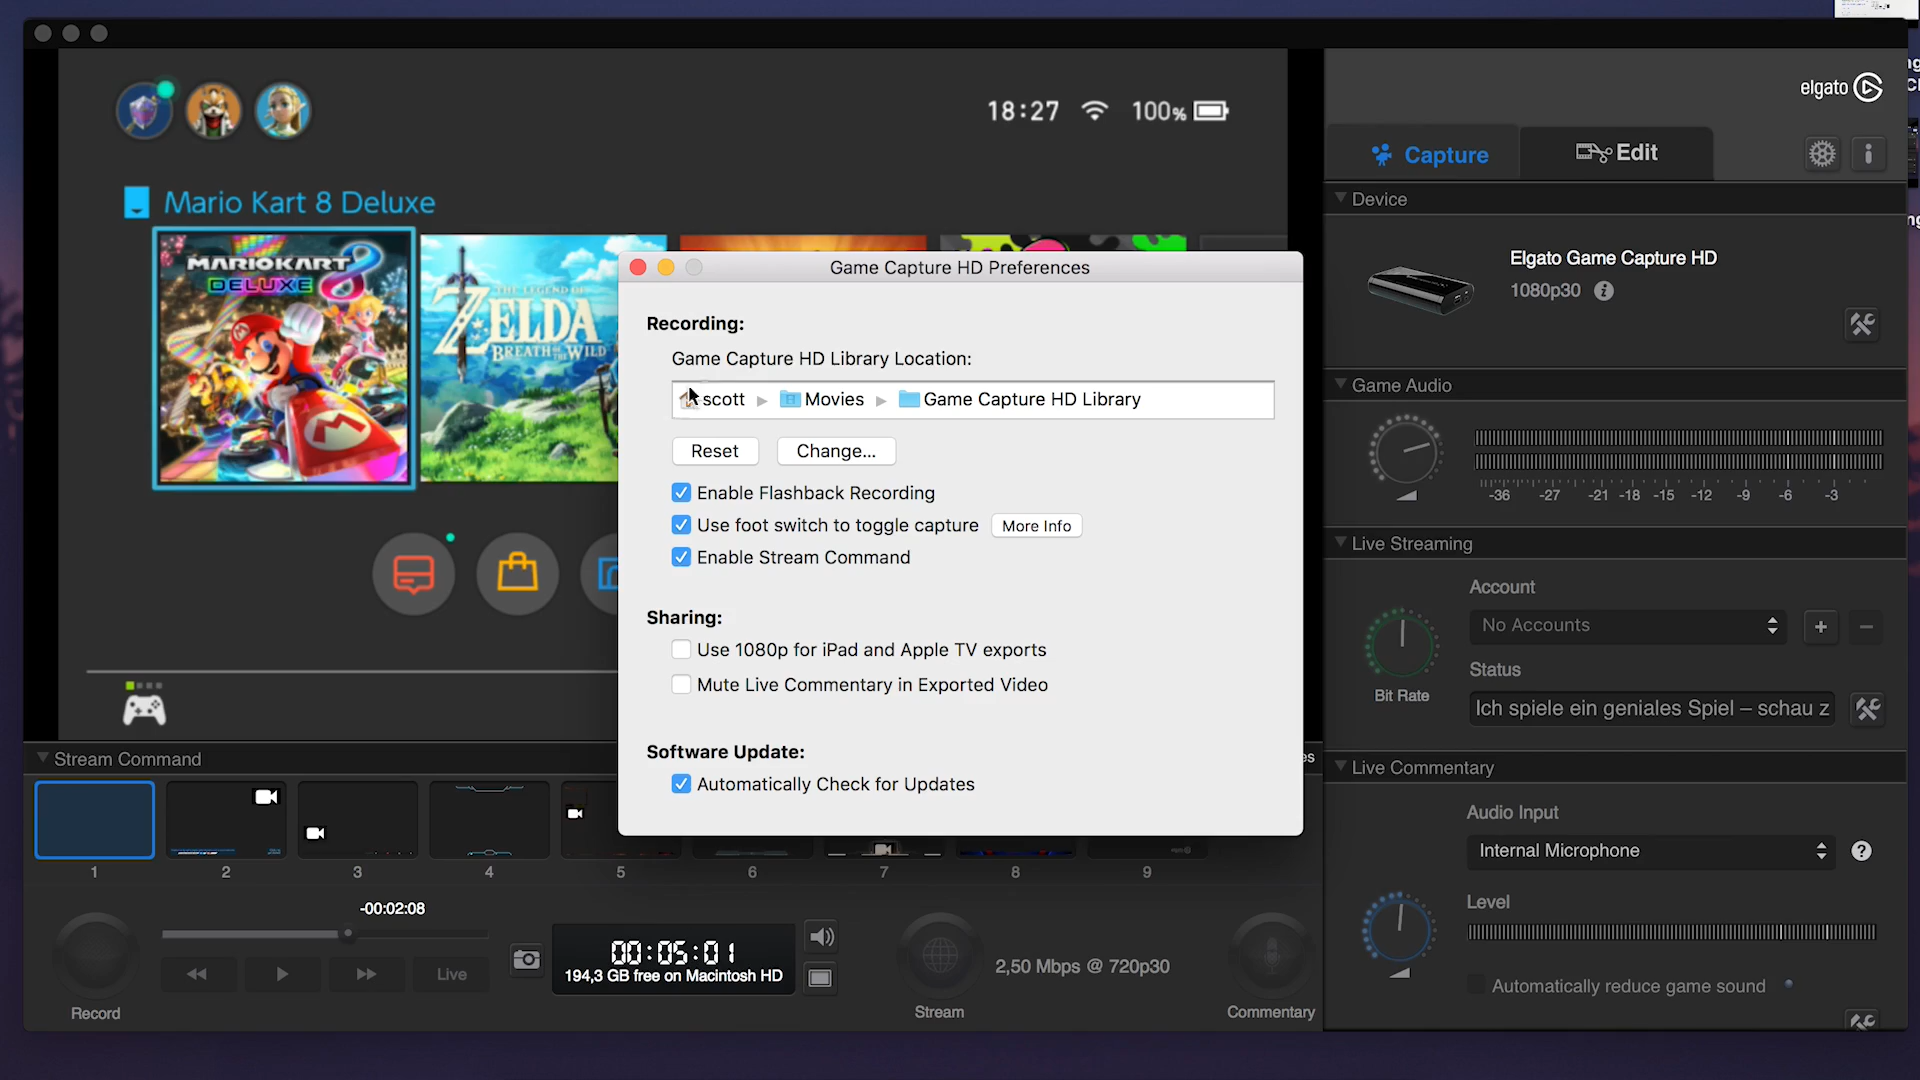 18:27 100%
elgato
Capture
Edit
Mario Kart 8 Deluxe
MARIOKART 8
DELUXE
THE LEGEND OF
ZELDA
BREATH OF THE WILD
Device
Elgato Game Capture HD
1080p30
Game Audio
-36 -27 -21 -18 -15 -12 -9 -6 -3
Live Streaming
Account
No Accounts
Status
Bit Rate
Ich spiele ein geniales Spiel – schau z
Live Commentary
Audio Input
Internal Microphone
Level
Automatically reduce game sound
Game Capture HD Preferences
Recording:
Game Capture HD Library Location:
scott Movies Game Capture HD Library
Reset Change...
Enable Flashback Recording
Use foot switch to toggle capture More Info
Enable Stream Command
Sharing:
Use 1080p for iPad and Apple TV exports
Mute Live Commentary in Exported Video
Software Update:
Automatically Check for Updates
Stream Command
1 2 3 4 5 6 7 8 9
-00:02:08
Live
00:05:01
194,3 GB free on Macintosh HD
2,50 Mbps @ 720p30
Record
Stream
Commentary